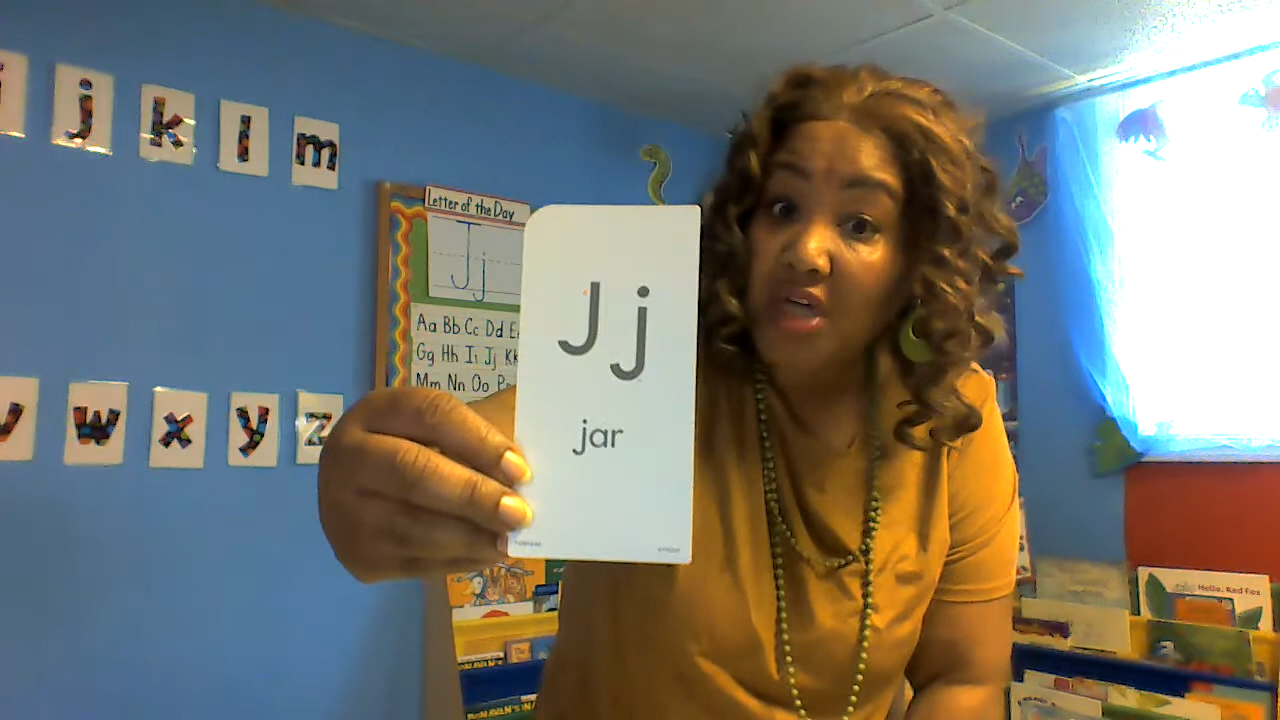 j
k
l
m
w
x
y
z
Letter of the Day
Jj
Aa Bb Cc Dd
Gg Hh Ii Jj Kk
Mm Nn Oo
Jj
jar
Hello, Red Fox